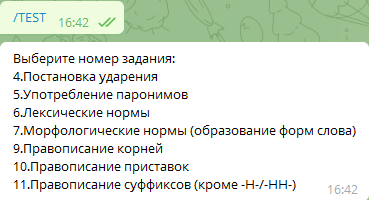 /TEST
16:42
Выберите номер задания:
4.Постановка ударения
5.Употребление паронимов
6.Лексические нормы
7.Морфологические нормы (образование форм слова)
9.Правописание корней
10.Правописание приставок
11.Правописание суффиксов (кроме -Н-/-НН-)
16:42